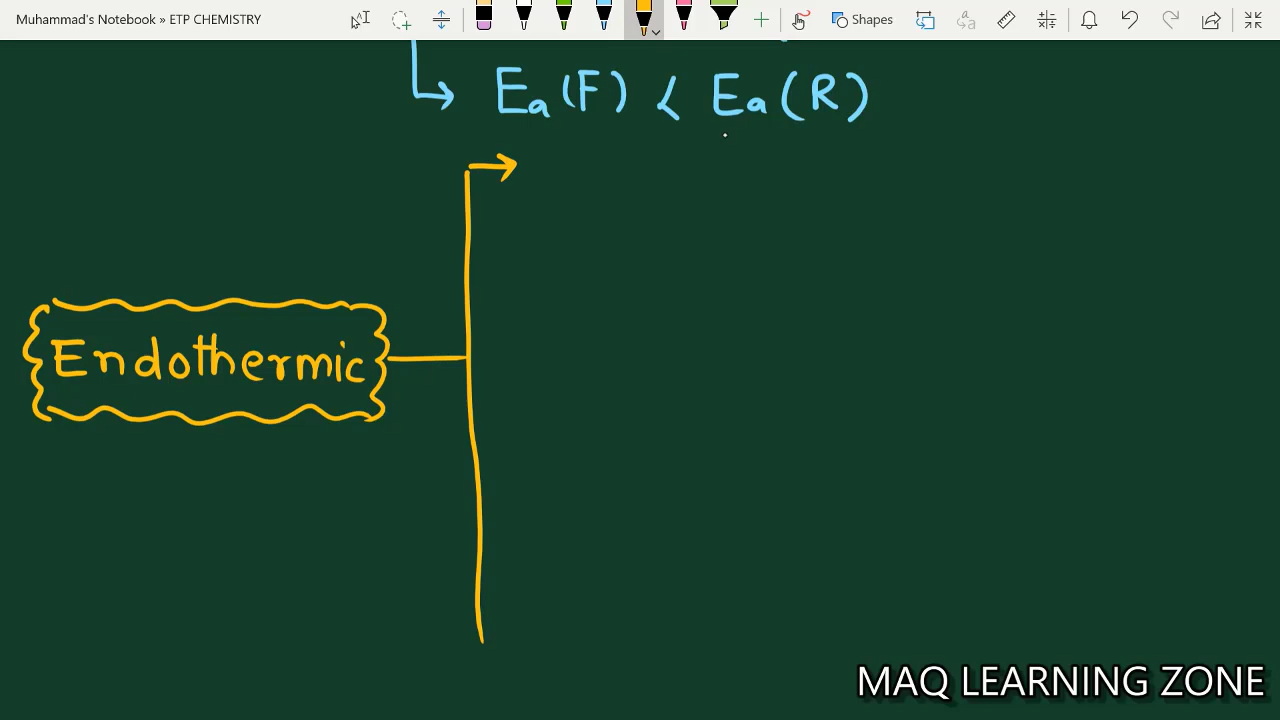 Muhammad's Notebook » ETP CHEMISTRY
Shapes
Ea (F) < Ea (R)
Endothermic
MAQ LEARNING ZONE